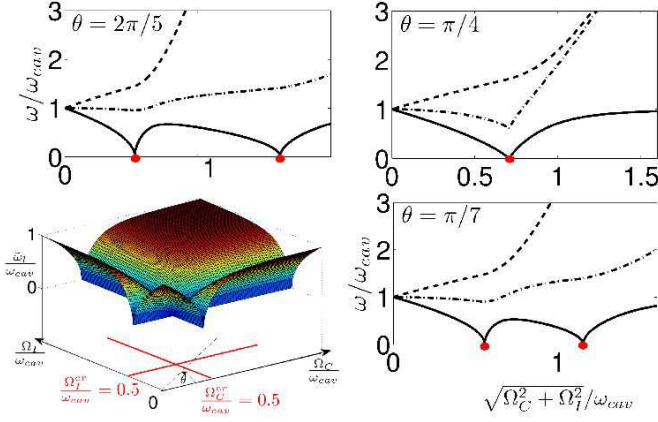 θ = 2π/5
ω/ω_cav
3
2
1
0
0
1
θ = π/4
3
2
1
0
0
0.5
1
1.5
1
0
ω̄_l/ω_cav
Ω_I/ω_cav
Ω_I^cr/ω_cav = 0.5
Ω_C^cr/ω_cav = 0.5
Ω_C/ω_cav
θ
0
θ = π/7
ω/ω_cav
3
2
1
0
0
1
√(Ω_C^2 + Ω_I^2)/ω_cav